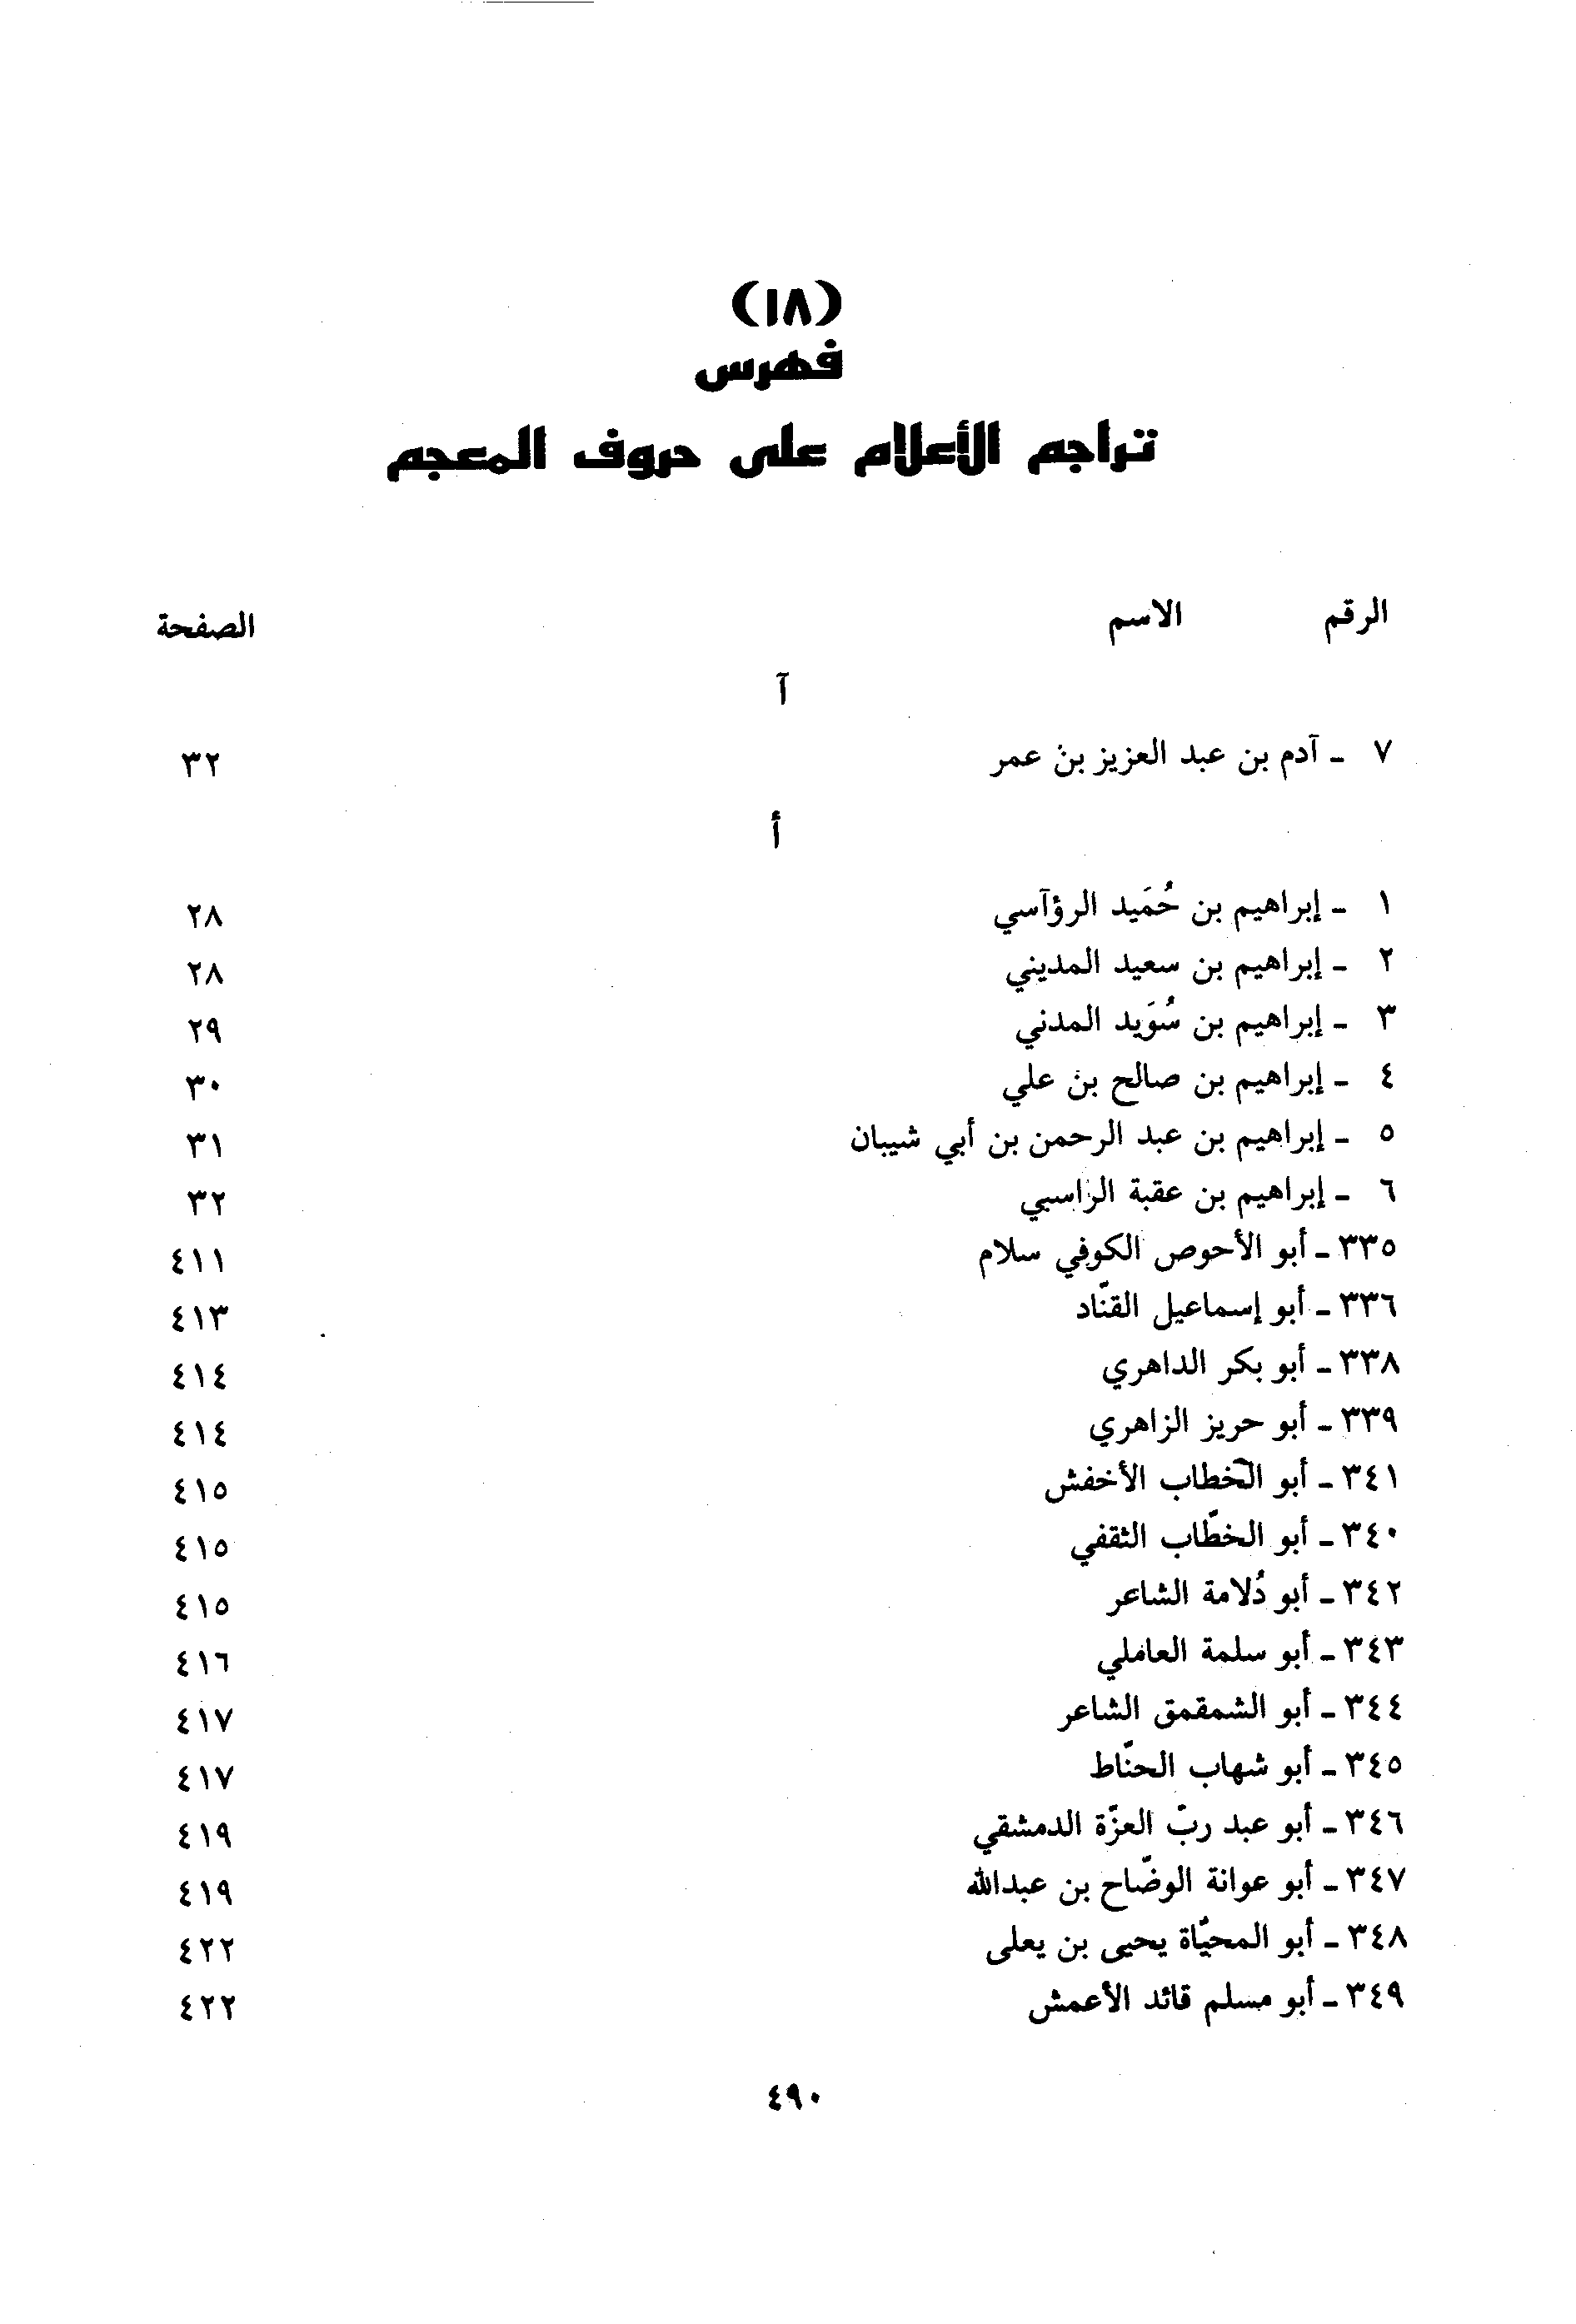 (١٨)
فهرس
تراجم الأعلام على حروف المعجم
الرقم الاسم الصفحة
آ
٧ - آدم بن عبد العزيز بن عمر ٣٢
أ
١ - إبراهيم بن حُمَيد الرؤآسي ٢٨
٢ - إبراهيم بن سعيد المديني ٢٨
٣ - إبراهيم بن سُوَيد المدني ٢٩
٤ - إبراهيم بن صالح بن علي ٣٠
٥ - إبراهيم بن عبد الرحمن بن أبي شيبان ٣١
٦ - إبراهيم بن عقبة الراسبي ٣٢
٣٣٥ - أبو الأحوص الكوفي سلام ٤١١
٣٣٦ - أبو إسماعيل القنّاد ٤١٣
٣٣٨ - أبو بكر الداهري ٤١٤
٣٣٩ - أبو حريز الزاهري ٤١٤
٣٤١ - أبو الخطاب الأخفش ٤١٥
٣٤٠ - أبو الخطّاب الثقفي ٤١٥
٣٤٢ - أبو دُلامة الشاعر ٤١٥
٣٤٣ - أبو سلمة العاملي ٤١٦
٣٤٤ - أبو الشمقمق الشاعر ٤١٧
٣٤٥ - أبو شهاب الحنّاط ٤١٧
٣٤٦ - أبو عبد ربّ العزّة الدمشقي ٤١٩
٣٤٧ - أبو عوانة الوضّاح بن عبدالله ٤١٩
٣٤٨ - أبو المحيّاة يحيى بن يعلى ٤٢٢
٣٤٩ - أبو مسلم قائد الأعمش ٤٢٢
٤٩٠